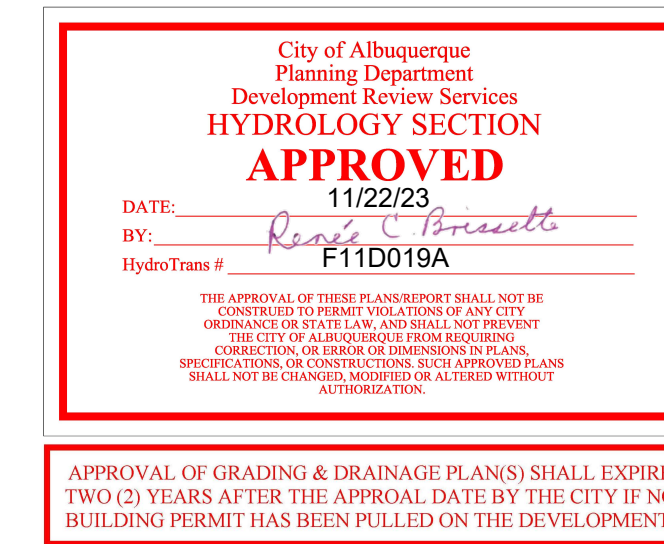 City of Albuquerque
Planning Department
Development Review Services
HYDROLOGY SECTION
APPROVED
DATE: 11/22/23
BY: Renée C. Brissette
HydroTrans # F11D019A
THE APPROVAL OF THESE PLANS/REPORT SHALL NOT BE
CONSTRUED TO PERMIT VIOLATIONS OF ANY CITY
ORDINANCE OR STATE LAW, AND SHALL NOT PREVENT
THE CITY OF ALBUQUERQUE FROM REQUIRING
CORRECTION, OR ERROR OR DIMENSIONS IN PLANS,
SPECIFICATIONS, OR CONSTRUCTIONS. SUCH APPROVED PLANS
SHALL NOT BE CHANGED, MODIFIED OR ALTERED WITHOUT
AUTHORIZATION.
APPROVAL OF GRADING & DRAINAGE PLAN(S) SHALL EXPIRE
TWO (2) YEARS AFTER THE APPROAL DATE BY THE CITY IF NO
BUILDING PERMIT HAS BEEN PULLED ON THE DEVELOPMENT